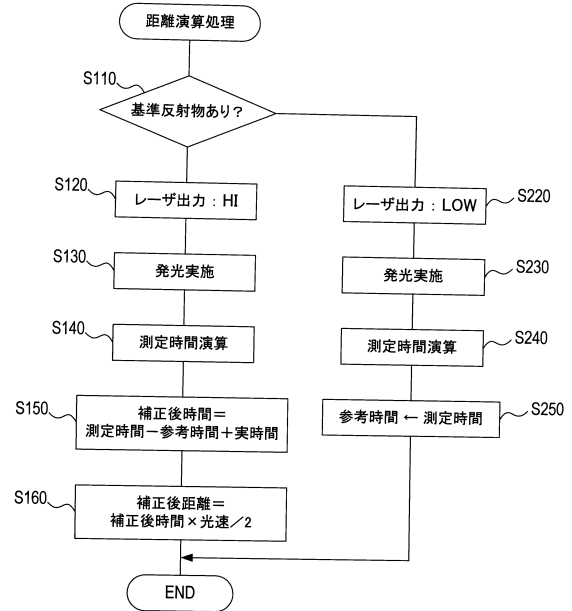 距離演算処理
S110
基準反射物あり?
S120
レーザ出力:HI
S130
発光実施
S140
測定時間演算
S150
補正後時間=
測定時間-参考時間+実時間
S160
補正後距離=
補正後時間×光速/2
S220
レーザ出力:LOW
S230
発光実施
S240
測定時間演算
S250
参考時間 ← 測定時間
END